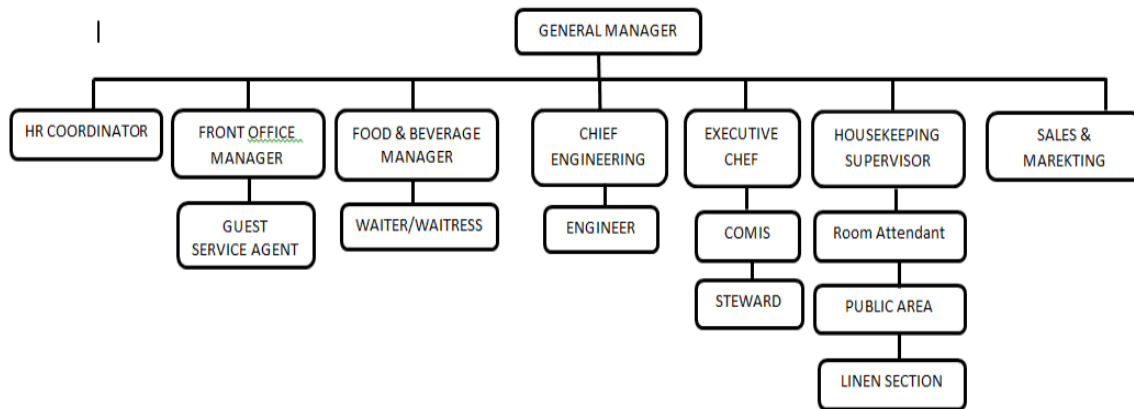 GENERAL MANAGER
HR COORDINATOR
FRONT OFFICE
MANAGER
FOOD & BEVERAGE
MANAGER
CHIEF
ENGINEERING
EXECUTIVE
CHEF
HOUSEKEEPING
SUPERVISOR
SALES &
MAREKTING
GUEST
SERVICE AGENT
WAITER/WAITRESS
ENGINEER
COMIS
Room Attendant
STEWARD
PUBLIC AREA
LINEN SECTION